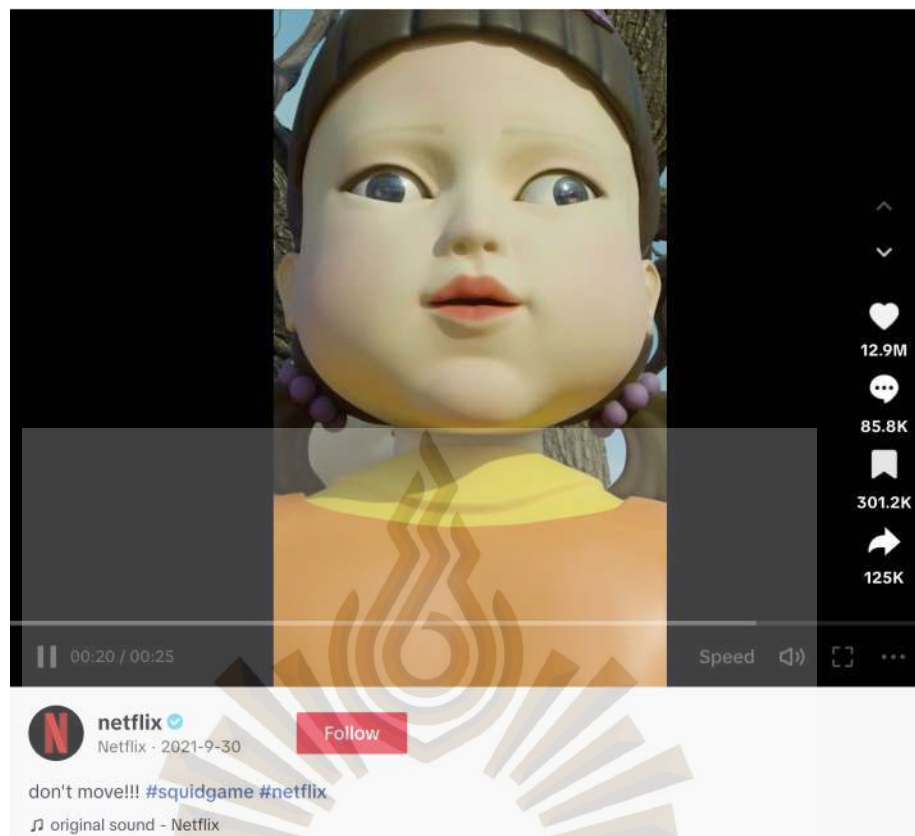 12.9M
85.8K
301.2K
125K
00:20 / 00:25 Speed
N netflix
Netflix · 2021-9-30
Follow
don't move!!! #squidgame #netflix
original sound - Netflix